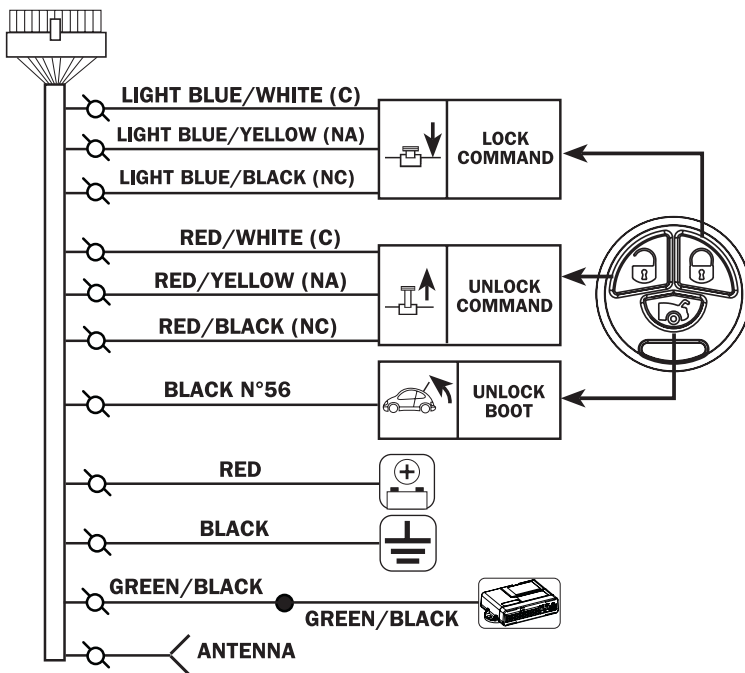 LIGHT BLUE/WHITE (C)
LIGHT BLUE/YELLOW (NA)
LIGHT BLUE/BLACK (NC)
LOCK
COMMAND
RED/WHITE (C)
RED/YELLOW (NA)
RED/BLACK (NC)
UNLOCK
COMMAND
BLACK N°56
UNLOCK
BOOT
RED
BLACK
GREEN/BLACK
GREEN/BLACK
ANTENNA